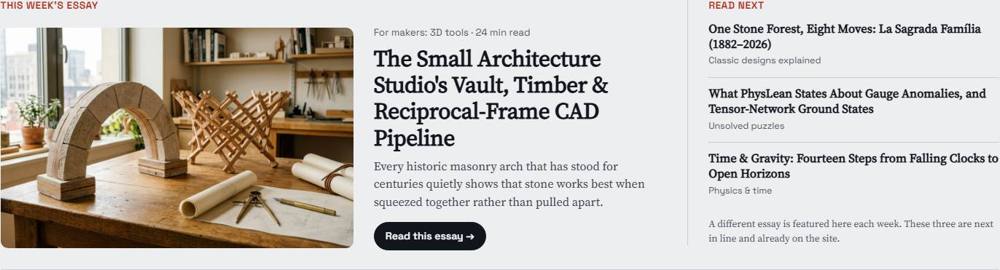 THIS WEEK'S ESSAY
For makers: 3D tools · 24 min read
The Small Architecture
Studio's Vault, Timber &
Reciprocal-Frame CAD
Pipeline
Every historic masonry arch that has stood for
centuries quietly shows that stone works best when
squeezed together rather than pulled apart.
Read this essay →
READ NEXT
One Stone Forest, Eight Moves: La Sagrada Família
(1882–2026)
Classic designs explained
What PhysLean States About Gauge Anomalies, and
Tensor-Network Ground States
Unsolved puzzles
Time & Gravity: Fourteen Steps from Falling Clocks to
Open Horizons
Physics & time
A different essay is featured here each week. These three are next
in line and already on the site.